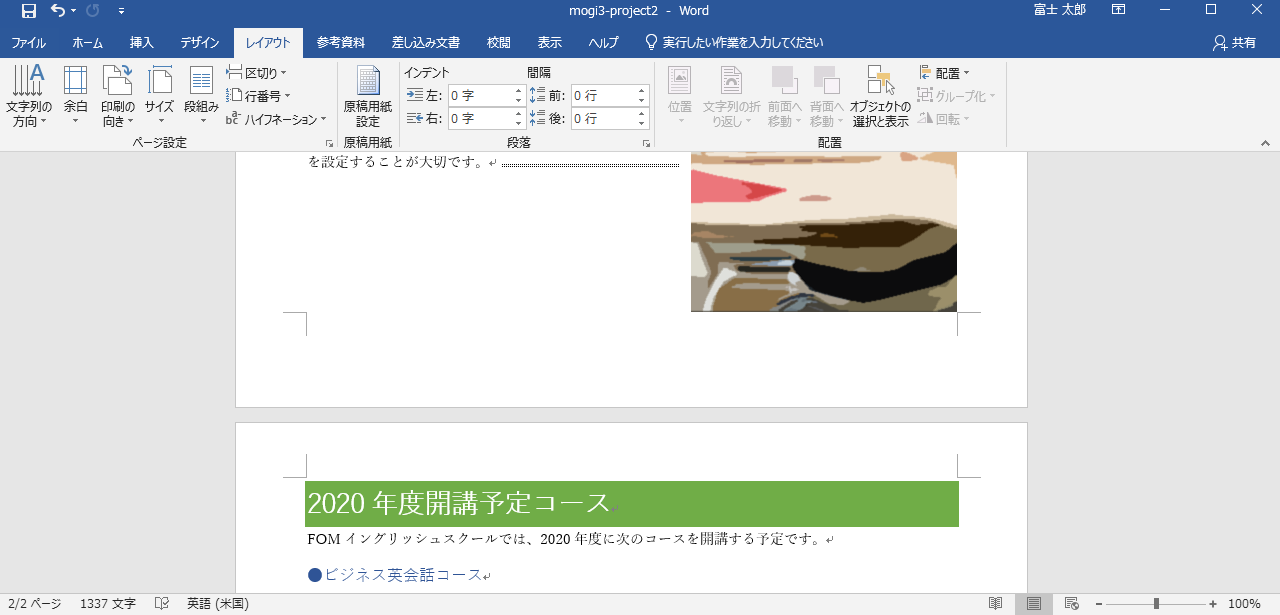 mogi3-project2 - Word
富士 太郎
ファイル ホーム 挿入 デザイン レイアウト 参考資料 差し込み文書 校閲 表示 ヘルプ 実行したい作業を入力してください 共有
文字列の方向
余白
印刷の向き
サイズ
段組み
区切り
行番号
ハイフネーション
ページ設定
原稿用紙設定
原稿用紙
インデント 間隔
左: 0 字 前: 0 行
右: 0 字 後: 0 行
段落
位置
文字列の折り返し
前面へ移動
背面へ移動
オブジェクトの選択と表示
配置
グループ化
回転
配置
を設定することが大切です。
2020 年度開講予定コース
FOM イングリッシュスクールでは、2020 年度に次のコースを開講する予定です。
●ビジネス英会話コース
2/2 ページ 1337 文字 英語 (米国) 100%